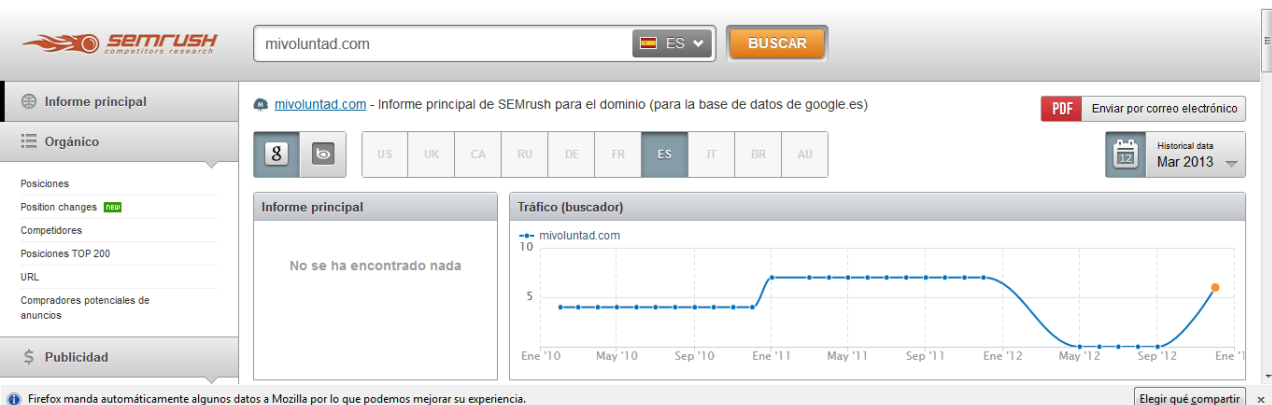 semrush
competitors research
mivoluntad.com
ES
BUSCAR
Informe principal
Orgánico
Posiciones
Position changes NEW
Competidores
Posiciones TOP 200
URL
Compradores potenciales de
anuncios
$ Publicidad
mivoluntad.com - Informe principal de SEMrush para el dominio (para la base de datos de google.es)
PDF Enviar por correo electrónico
g b US UK CA RU DE FR ES IT BR AU
12
Historical data
Mar 2013
Informe principal
No se ha encontrado nada
Tráfico (buscador)
mivoluntad.com
10
5
Ene '10 May '10 Sep '10 Ene '11 May '11 Sep '11 Ene '12 May '12 Sep '12 Ene '1
Firefox manda automáticamente algunos datos a Mozilla por lo que podemos mejorar su experiencia.
Elegir qué compartir x